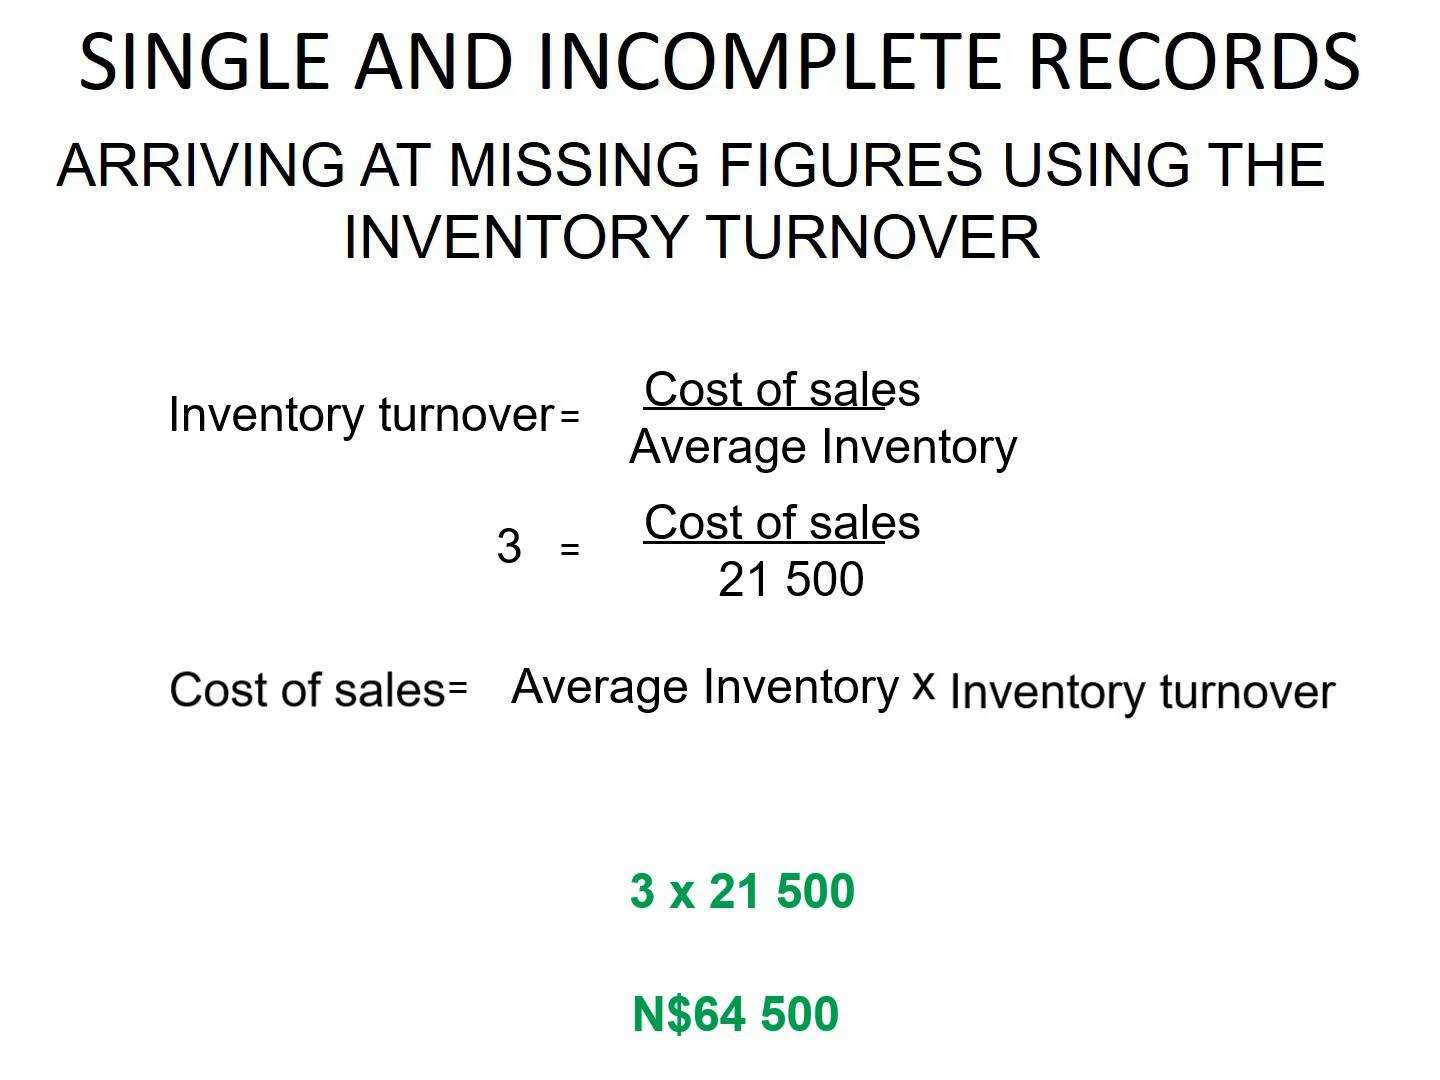 SINGLE AND INCOMPLETE RECORDS
ARRIVING AT MISSING FIGURES USING THE
INVENTORY TURNOVER
Cost of sales
Inventory turnover =
Average Inventory
Cost of sales
3 =
21 500
Cost of sales = Average Inventory x Inventory turnover
3 x 21 500
N$64 500